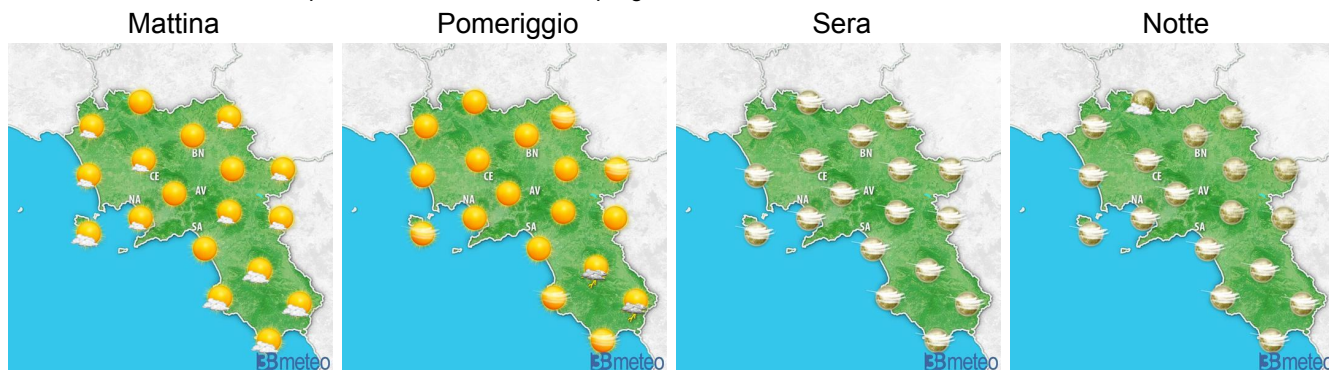 Mattina
Pomeriggio
Sera
Notte
BN
CE
NA
AV
SA
3Bmeteo
BN
CE
NA
AV
SA
3Bmeteo
BN
CE
NA
AV
SA
3Bmeteo
BN
CE
NA
AV
SA
3Bmeteo